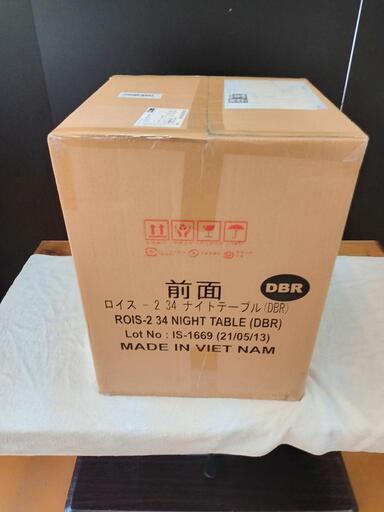 前面
DBR
ロイス - 2 34 ナイトテーブル(DBR)
ROIS-2 34 NIGHT TABLE (DBR)
Lot No : IS-1669 (21/05/13)
MADE IN VIET NAM